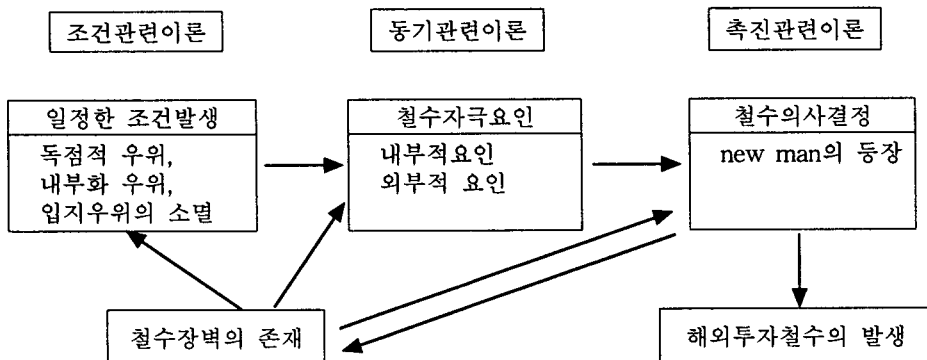 조건관련이론
동기관련이론
촉진관련이론
일정한 조건발생
독점적 우위,
내부화 우위,
입지우위의 소멸
철수자극요인
내부적요인
외부적 요인
철수의사결정
new man의 등장
철수장벽의 존재
해외투자철수의 발생